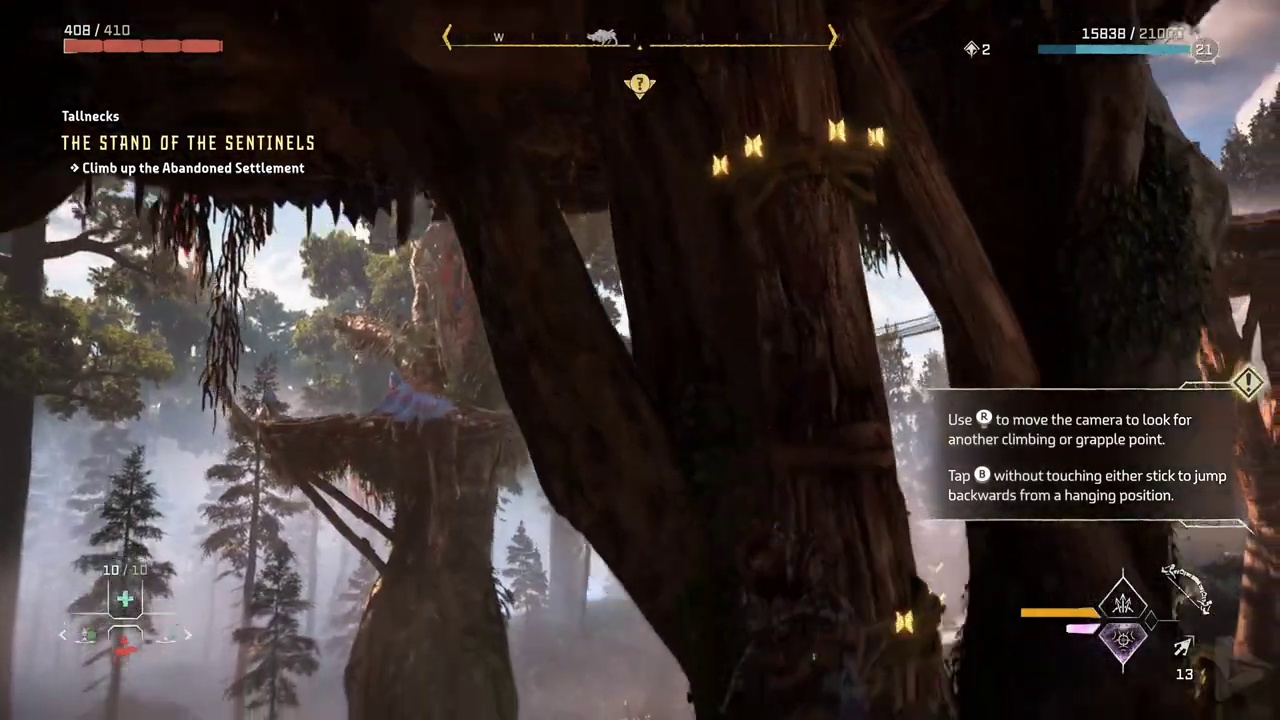 408 / 410
W
2
15838 / 21000
21
?
Tallnecks
THE STAND OF THE SENTINELS
Climb up the Abandoned Settlement
!
Use R to move the camera to look for
another climbing or grapple point.
Tap B without touching either stick to jump
backwards from a hanging position.
10 / 10
13